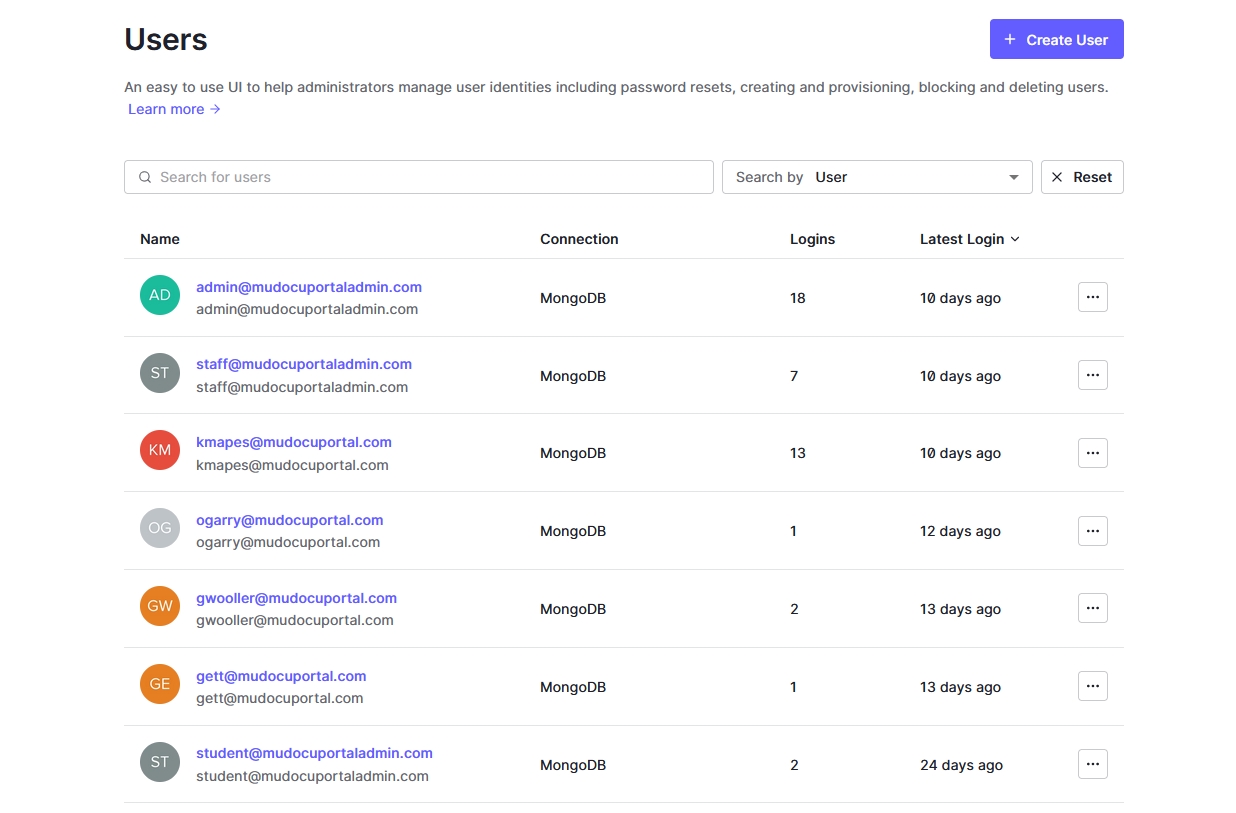 Users
+ Create User
An easy to use UI to help administrators manage user identities including password resets, creating and provisioning, blocking and deleting users.
Learn more →
Search for users
Search by User
× Reset
Name Connection Logins Latest Login
AD admin@mudocuportaladmin.com
admin@mudocuportaladmin.com
MongoDB 18 10 days ago ...
ST staff@mudocuportaladmin.com
staff@mudocuportaladmin.com
MongoDB 7 10 days ago ...
KM kmapes@mudocuportal.com
kmapes@mudocuportal.com
MongoDB 13 10 days ago ...
OG ogarry@mudocuportal.com
ogarry@mudocuportal.com
MongoDB 1 12 days ago ...
GW gwooller@mudocuportal.com
gwooller@mudocuportal.com
MongoDB 2 13 days ago ...
GE gett@mudocuportal.com
gett@mudocuportal.com
MongoDB 1 13 days ago ...
ST student@mudocuportaladmin.com
student@mudocuportaladmin.com
MongoDB 2 24 days ago ...